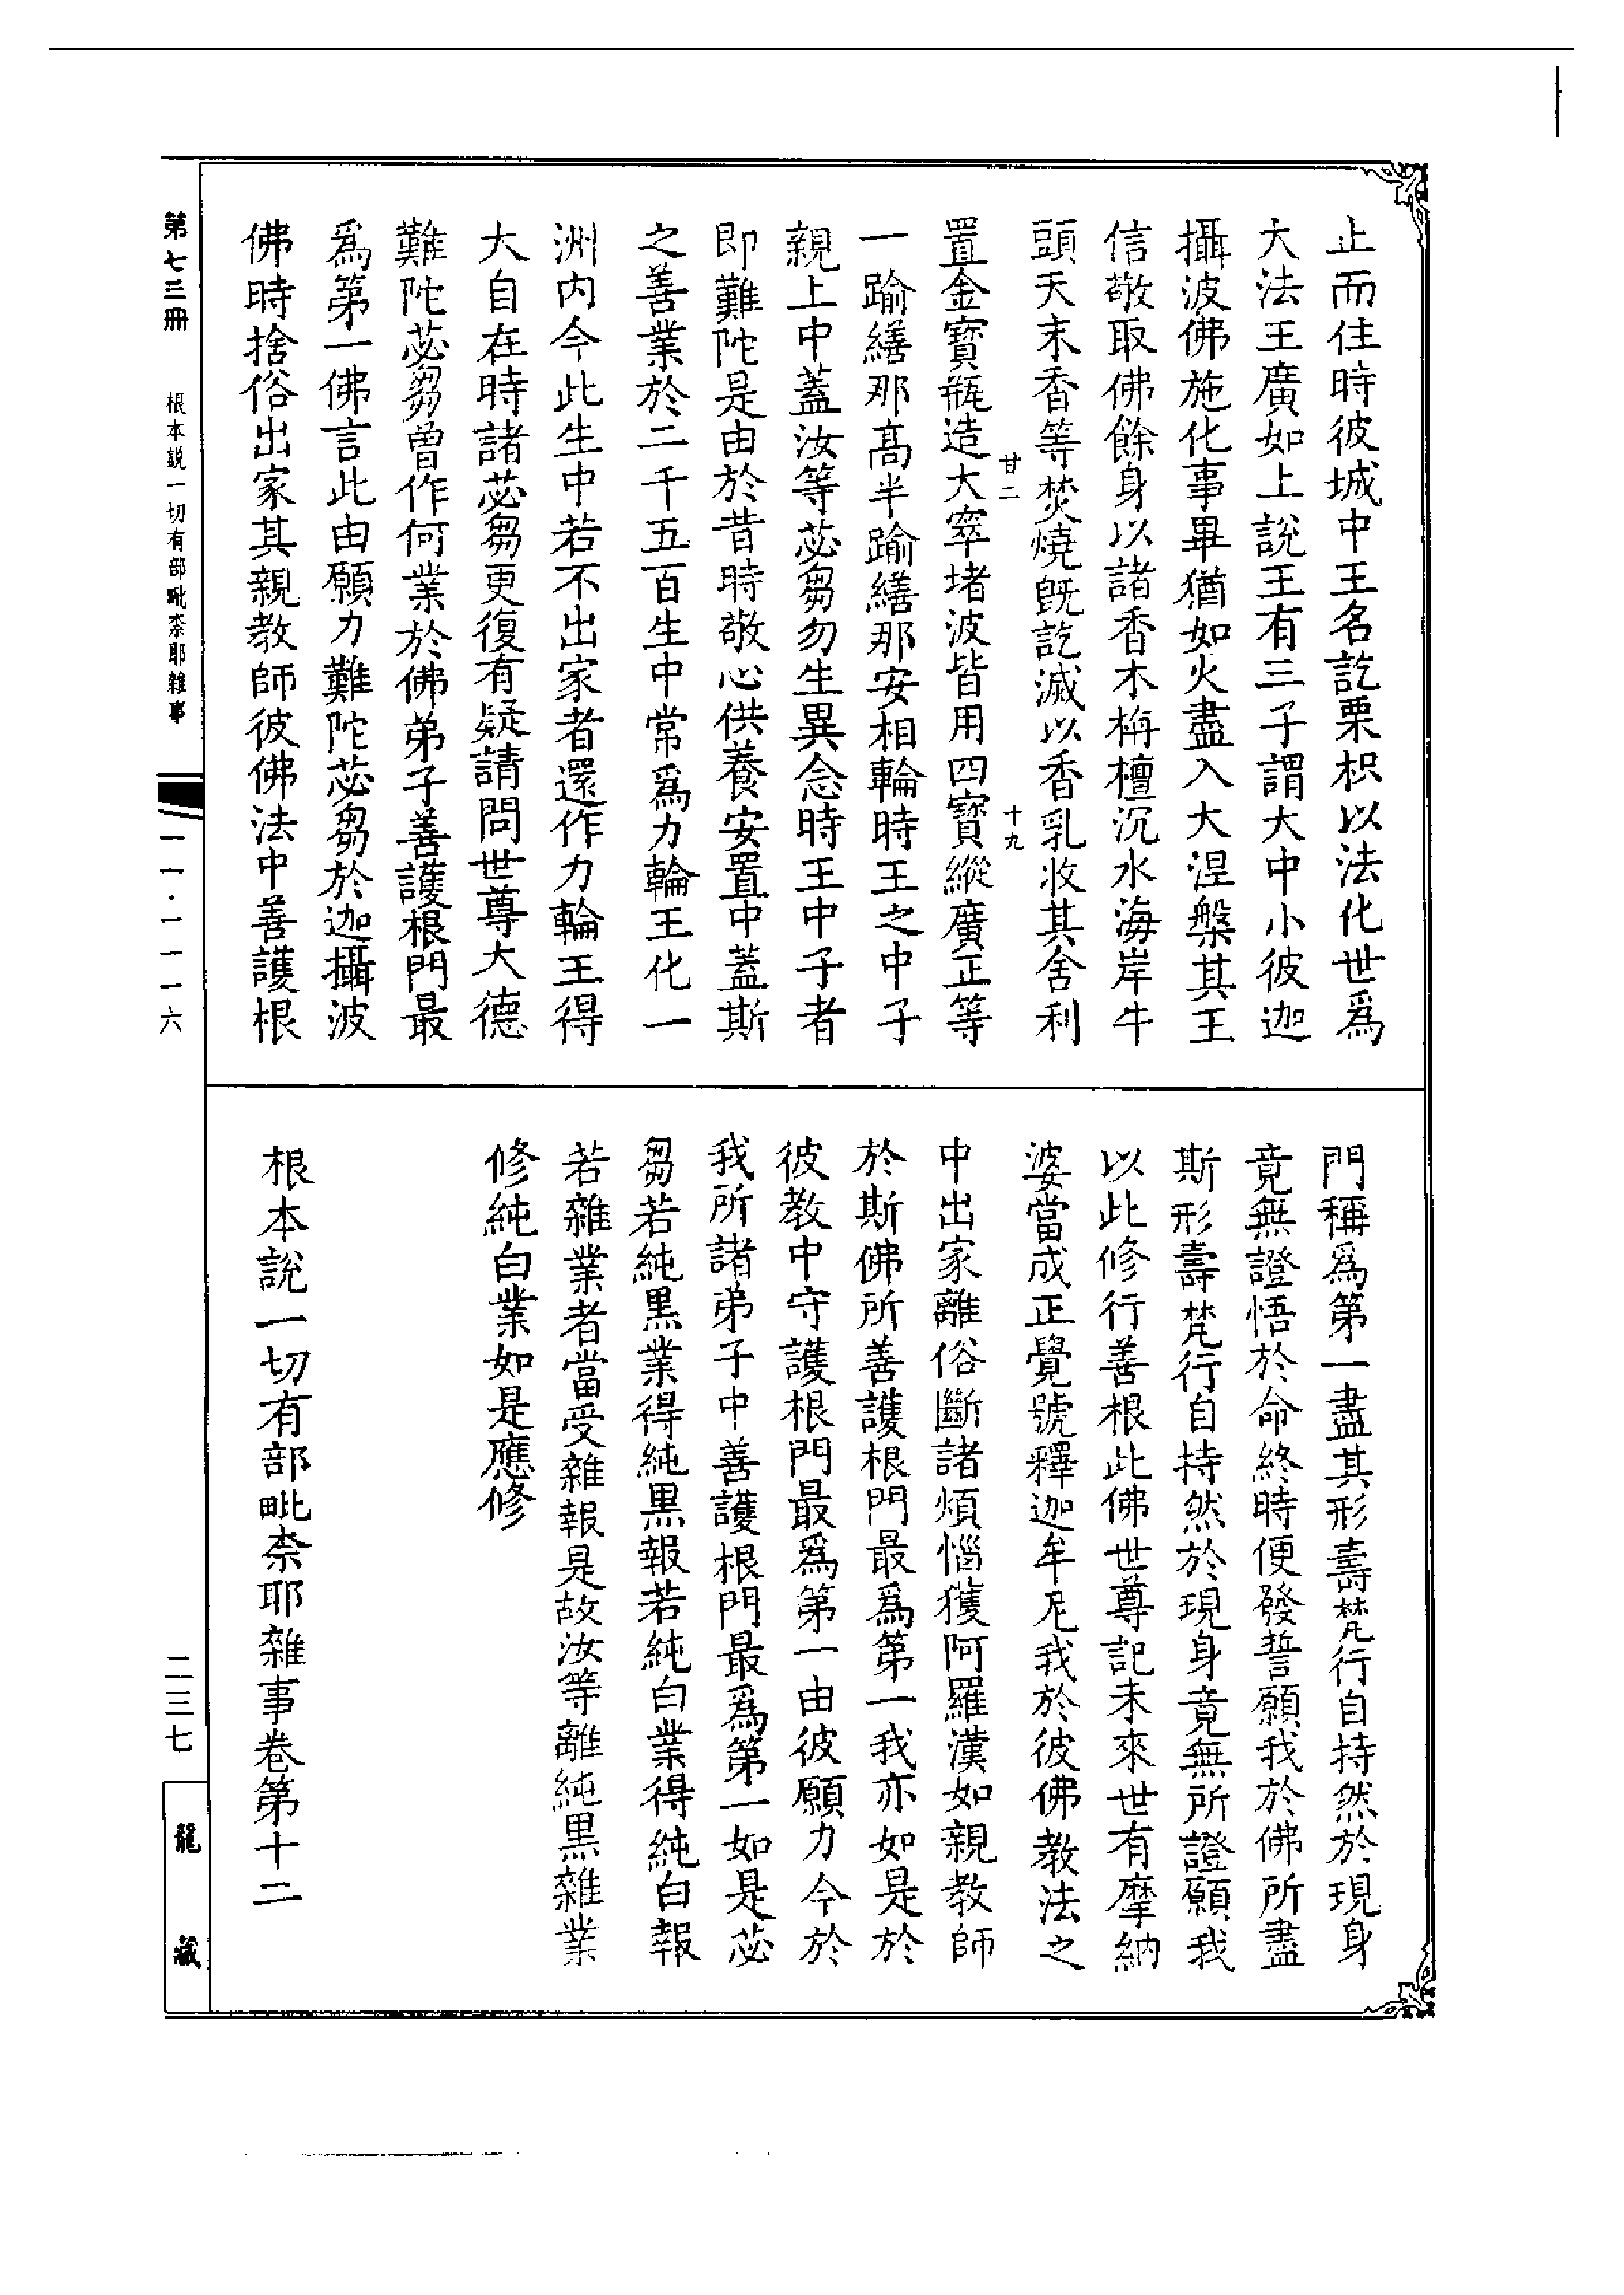 止而住時彼城中王名訖栗枳以法化世爲
大法王廣如上說王有三子謂大中小彼迦
攝波佛施化事畢猶如火盡入大涅槃其王
信敬取佛餘身以諸香木栴檀沉水海岸牛
頭天末香等焚燒旣訖滅以香乳收其舍利
甘二
十九
置金寶瓶造大窣堵波皆用四寶縱廣正等
一踰繕那高半踰繕那安相輪時王之中子
親上中蓋汝等苾芻勿生異念時王中子者
即難陀是由於昔時敬心供養安置中蓋斯
之善業於二千五百生中常爲力輪王化一
洲內今此生中若不出家者還作力輪王得
大自在時諸苾芻更復有疑請問世尊大德
難陀苾芻曾作何業於佛弟子善護根門最
爲第一佛言此由願力難陀苾芻於迦攝波
佛時捨俗出家其親教師彼佛法中善護根
門稱爲第一盡其形壽梵行自持然於現身
竟無證悟於命終時便發誓願我於佛所盡
斯形壽梵行自持然於現身竟無所證願我
以此修行善根此佛世尊記未來世有摩納
婆當成正覺號釋迦牟尼我於彼佛教法之
中出家離俗斷諸煩惱獲阿羅漢如親教師
於斯佛所善護根門最爲第一我亦如是於
彼教中守護根門最爲第一由彼願力今於
我所諸弟子中善護根門最爲第一如是苾
芻若純黑業得純黑報若純白業得純白報
若雜業者當受雜報是故汝等離純黑雜業
修純白業如是應修
根本說一切有部毗柰耶雜事卷第十二
第七三冊
根本說一切有部毗柰耶雜事
一一·一一一六
二三七
龍藏